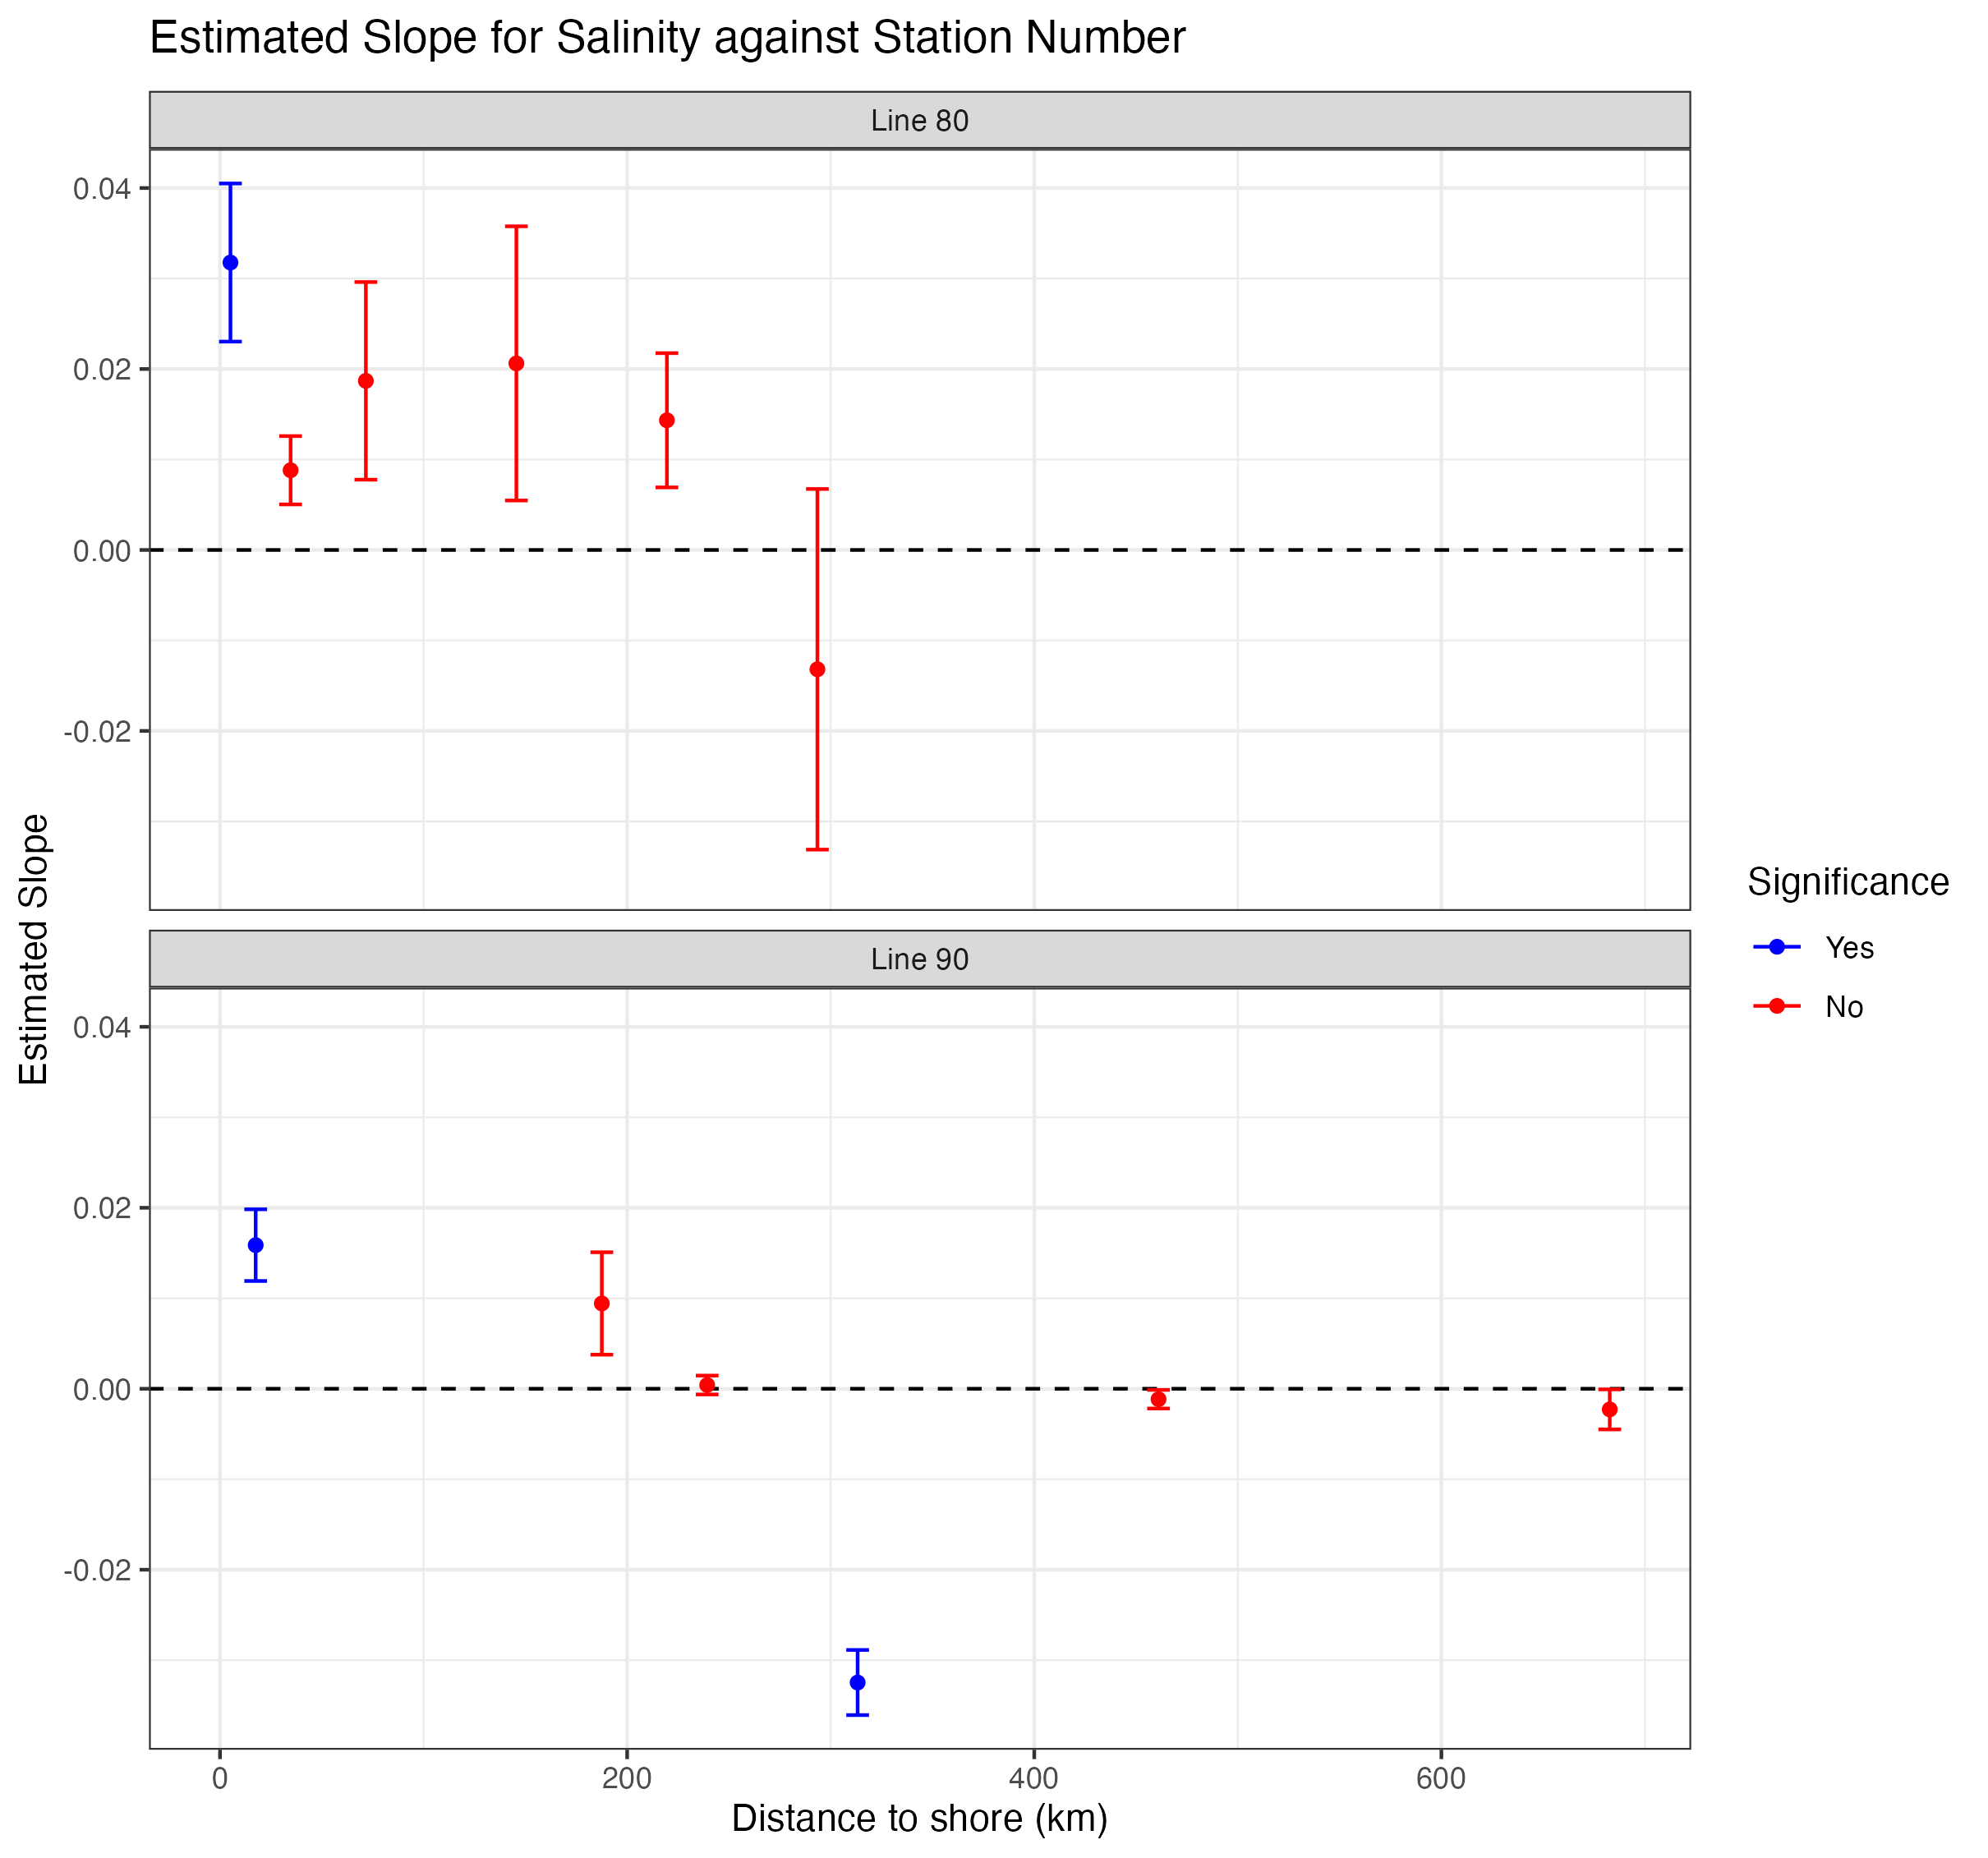 Estimated Slope for Salinity against Station Number
Line 80
0.04
0.02
0.00
-0.02
Line 90
0.04
0.02
0.00
-0.02
0 200 400 600
Distance to shore (km)
Estimated Slope
Significance
Yes
No